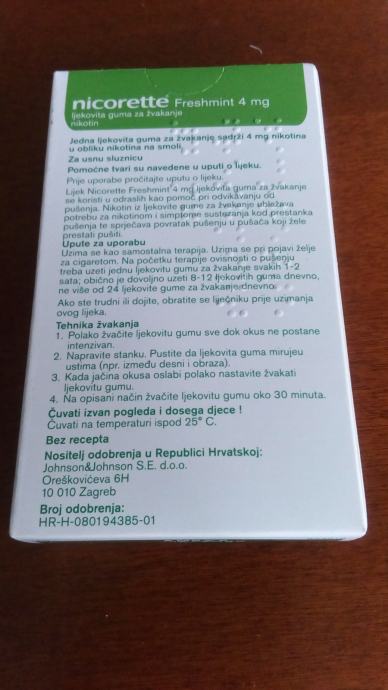 nicorette Freshmint 4 mg
ljekovita guma za žvakanje
nikotin
Jedna ljekovita guma za žvakanje sadrži 4 mg nikotina
u obliku nikotina na smoli.
Za usnu sluznicu
Pomoćne tvari su navedene u uputi o lijeku.
Prije uporabe pročitajte uputu o lijeku.
Lijek Nicorette Freshmint 4 mg ljekovita guma za žvakanje
se koristi u odraslih kao pomoć pri odvikavanju od
pušenja. Nikotin iz ljekovite gume za žvakanje ublažava
potrebu za nikotinom i simptome sustezanja kod prestanka
pušenja te sprječava povratak pušenju u pušača koji žele
prestati pušiti.
Upute za uporabu
Uzima se kao samostalna terapija. Uzima se pri pojavi želje
za cigaretom. Na početku terapije ovisnosti o pušenju
treba uzeti jednu ljekovitu gumu za žvakanje svakih 1-2
sata; obično je dovoljno uzeti 8-12 ljekovitih guma dnevno,
ne više od 24 ljekovite gume za žvakanje dnevno.
Ako ste trudni ili dojite, obratite se liječniku prije uzimanja
ovog lijeka.
Tehnika žvakanja
1. Polako žvačite ljekovitu gumu sve dok okus ne postane
intenzivan.
2. Napravite stanku. Pustite da ljekovita guma miruje u
ustima (npr. između desni i obraza).
3. Kada jačina okusa oslabi polako nastavite žvakati
ljekovitu gumu.
4. Na opisani način žvačite ljekovitu gumu oko 30 minuta.
Čuvati izvan pogleda i dosega djece !
Čuvati na temperaturi ispod 25° C.
Bez recepta
Nositelj odobrenja u Republici Hrvatskoj:
Johnson&Johnson S.E. d.o.o.
Oreškovićeva 6H
10 010 Zagreb
Broj odobrenja:
HR-H-080194385-01